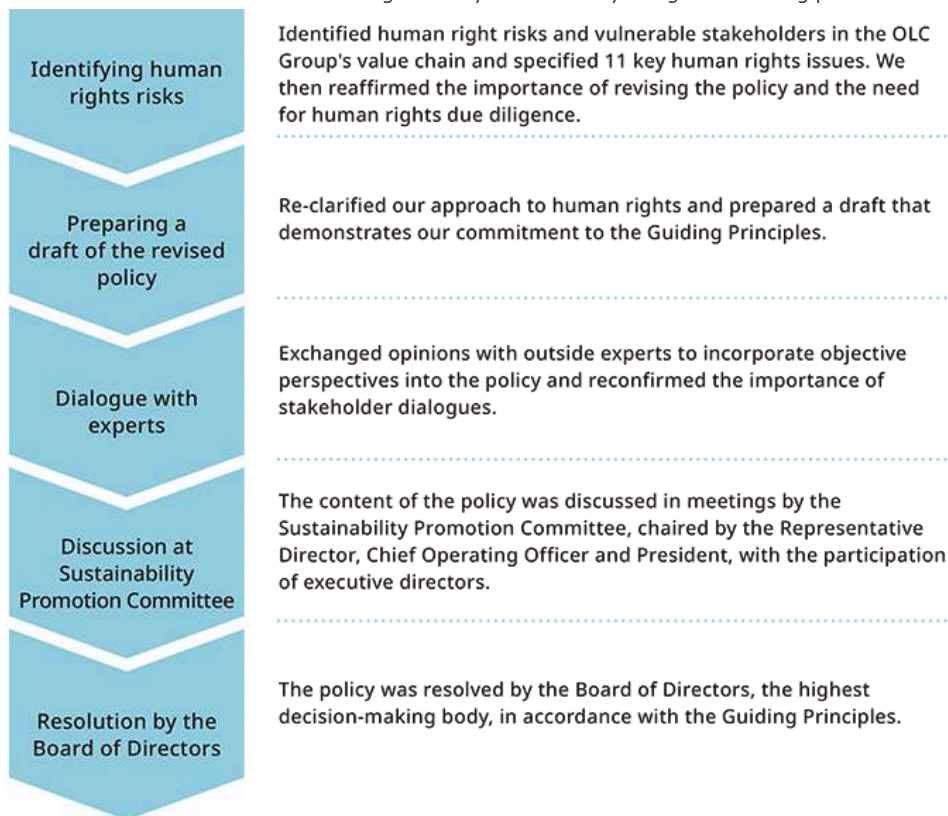 Identifying human
rights risks
Identified human right risks and vulnerable stakeholders in the OLC
Group's value chain and specified 11 key human rights issues. We
then reaffirmed the importance of revising the policy and the need
for human rights due diligence.
Preparing a
draft of the revised
policy
Re-clarified our approach to human rights and prepared a draft that
demonstrates our commitment to the Guiding Principles.
Dialogue with
experts
Exchanged opinions with outside experts to incorporate objective
perspectives into the policy and reconfirmed the importance of
stakeholder dialogues.
Discussion at
Sustainability
Promotion Committee
The content of the policy was discussed in meetings by the
Sustainability Promotion Committee, chaired by the Representative
Director, Chief Operating Officer and President, with the participation
of executive directors.
Resolution by the
Board of Directors
The policy was resolved by the Board of Directors, the highest
decision-making body, in accordance with the Guiding Principles.